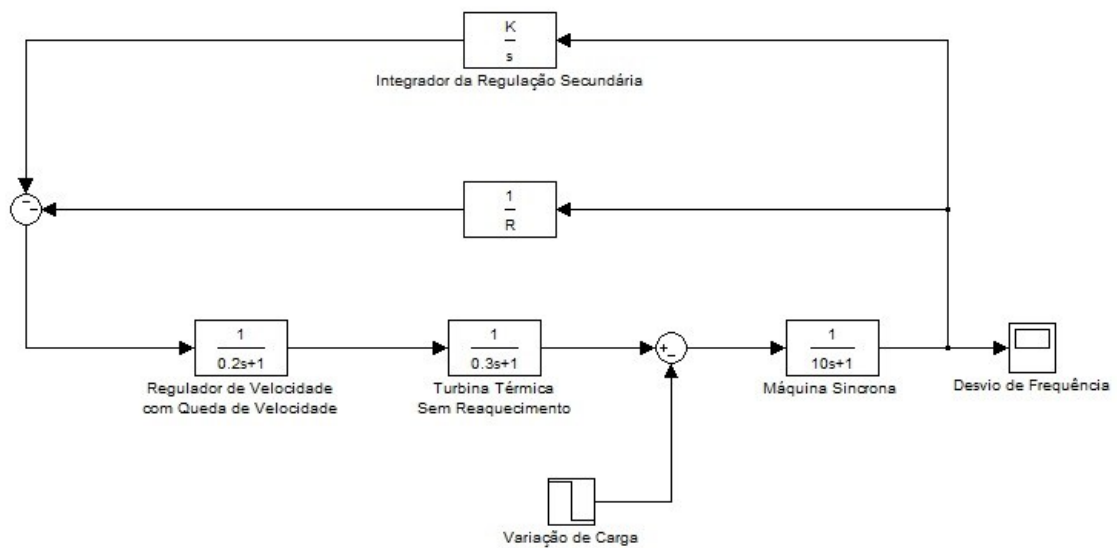 K
s
Integrador da Regulação Secundária
1
R
1
0.2s+1
Regulador de Velocidade
com Queda de Velocidade
1
0.3s+1
Turbina Térmica
Sem Reaquecimento
1
10s+1
Máquina Sincrona
Desvio de Frequência
Variação de Carga